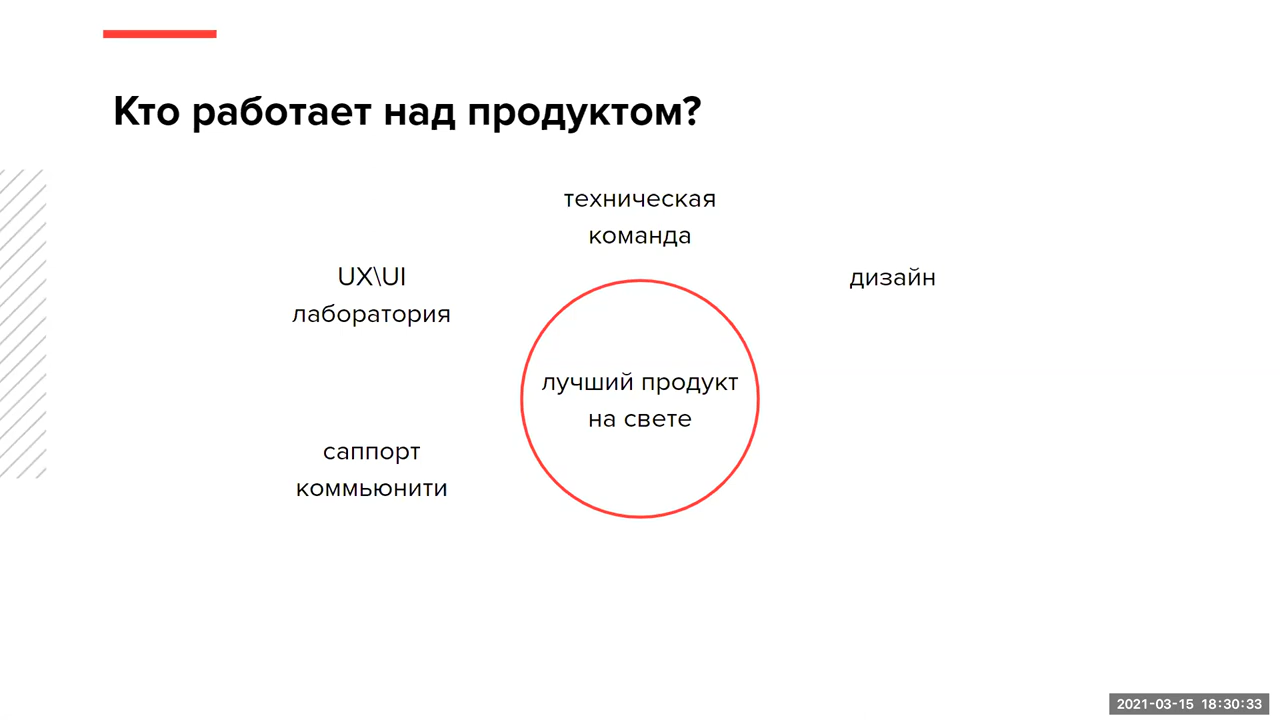 Кто работает над продуктом?
техническая
команда
UX\UI
лаборатория
дизайн
лучший продукт
на свете
саппорт
коммьюнити
2021-03-15 18:30:33